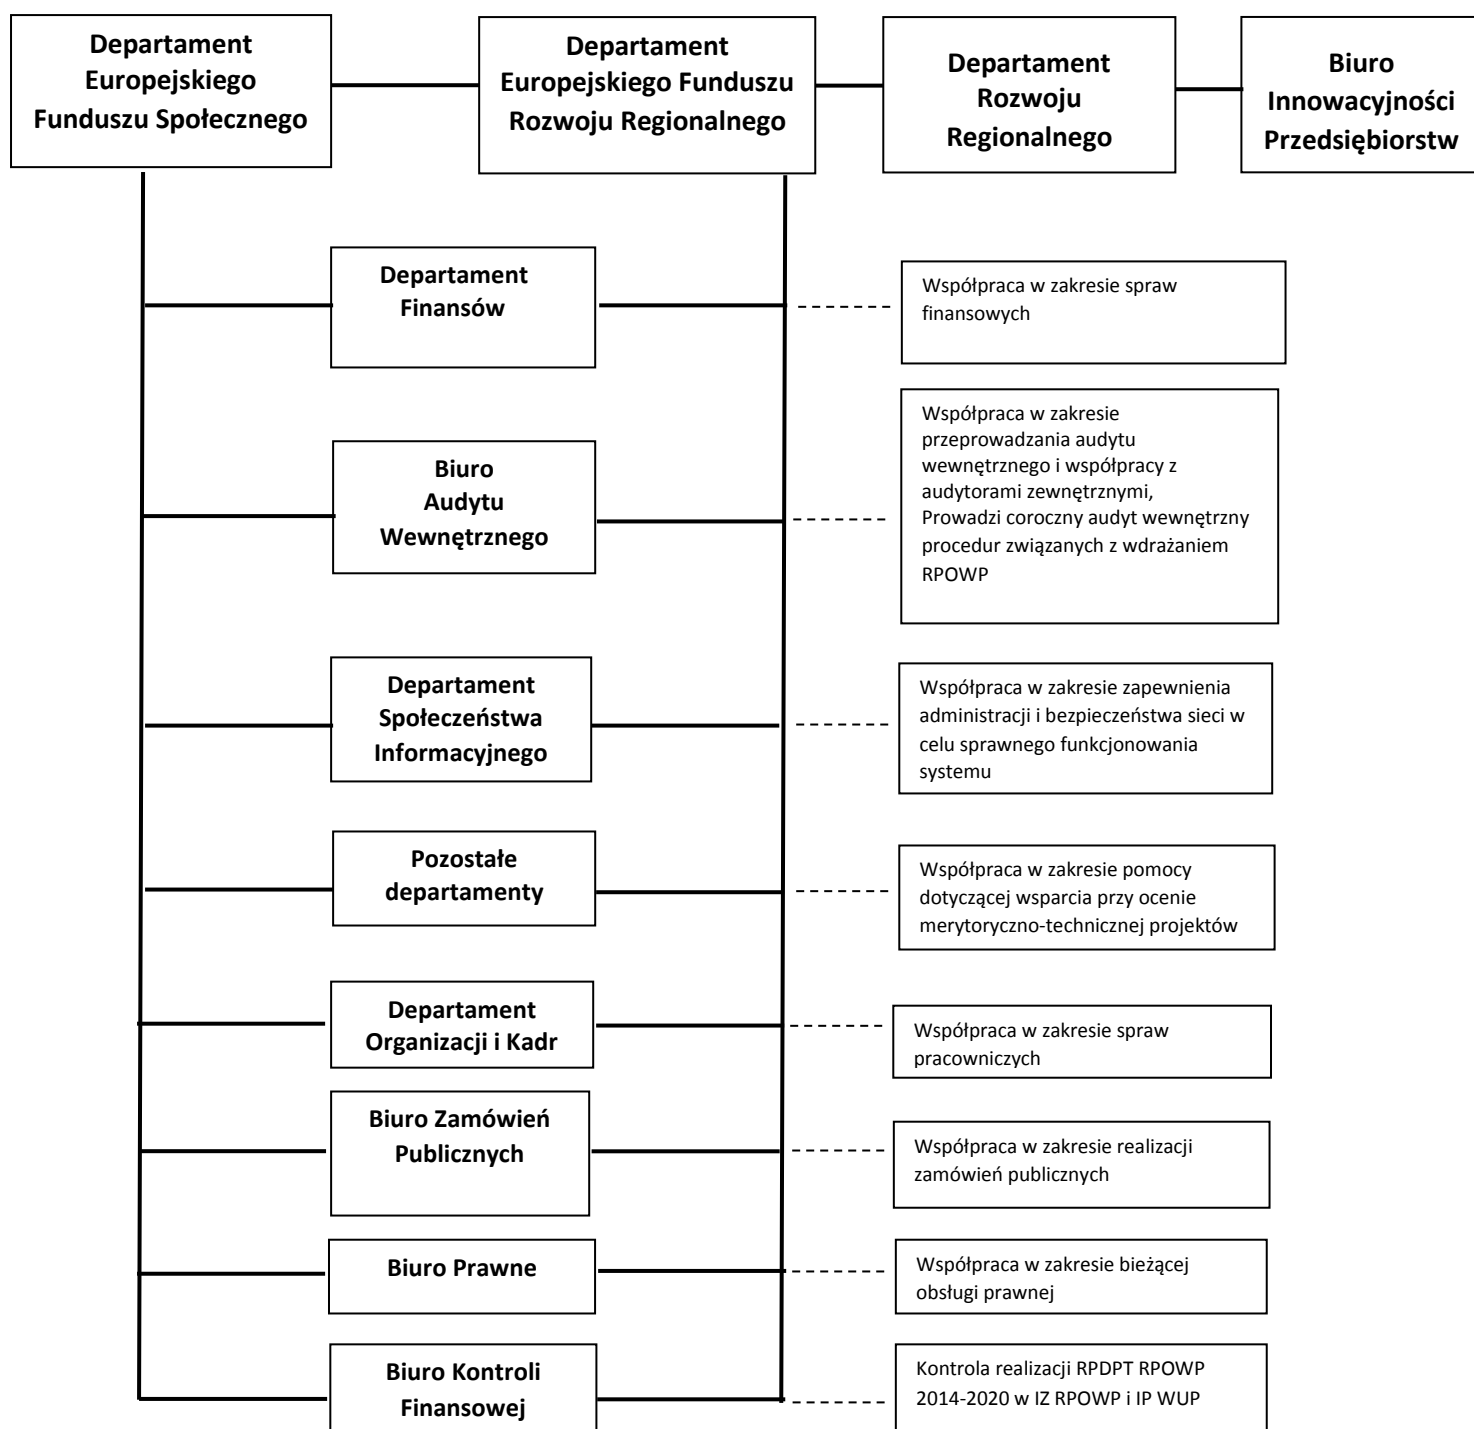 Departament
Europejskiego
Funduszu Społecznego
Departament
Europejskiego Funduszu
Rozwoju Regionalnego
Departament
Rozwoju
Regionalnego
Biuro
Innowacyjności
Przedsiębiorstw
Departament
Finansów
Współpraca w zakresie spraw
finansowych
Biuro
Audytu
Wewnętrznego
Współpraca w zakresie
przeprowadzania audytu
wewnętrznego i współpracy z
audytorami zewnętrznymi,
Prowadzi coroczny audyt wewnętrzny
procedur związanych z wdrażaniem
RPOWP
Departament
Społeczeństwa
Informacyjnego
Współpraca w zakresie zapewnienia
administracji i bezpieczeństwa sieci w
celu sprawnego funkcjonowania
systemu
Pozostałe
departamenty
Współpraca w zakresie pomocy
dotyczącej wsparcia przy ocenie
merytoryczno-technicznej projektów
Departament
Organizacji i Kadr
Współpraca w zakresie spraw
pracowniczych
Biuro Zamówień
Publicznych
Współpraca w zakresie realizacji
zamówień publicznych
Biuro Prawne
Współpraca w zakresie bieżącej
obsługi prawnej
Biuro Kontroli
Finansowej
Kontrola realizacji RPDPT RPOWP
2014-2020 w IZ RPOWP i IP WUP